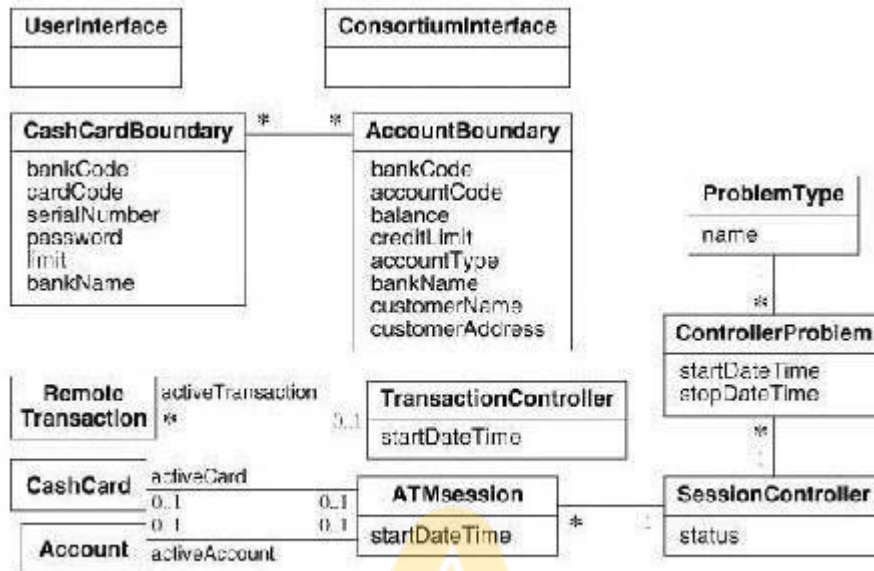 UserInterface
ConsortiumInterface
CashCardBoundary
*
*
AccountBoundary
bankCode
cardCode
serialNumber
password
limit
bankName
bankCode
accountCode
balance
creditLimit
accountType
bankName
customerName
customerAddress
ProblemType
name
*
ControllerProblem
startDateTime
stopDateTime
*
1
Remote
Transaction
activeTransaction
*
0..1
TransactionController
startDateTime
CashCard
activeCard
0..1
0..1
ATMsession
startDateTime
*
1
SessionController
status
Account
0..1
0..1
activeAccount